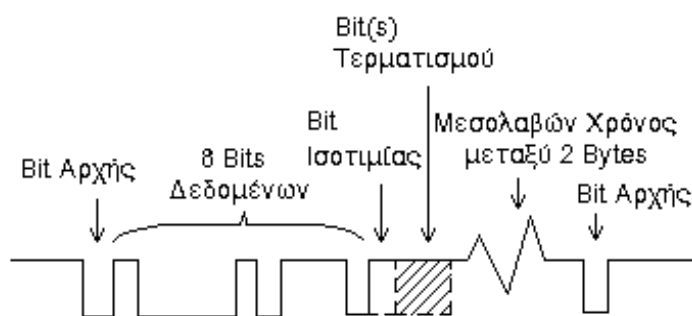 Bit(s)
Τερματισμού
Bit
Ισοτιμίας
Μεσολαβών Χρόνος
μεταξύ 2 Bytes
8 Bits
Δεδομένων
Bit Αρχής
Bit Αρχής